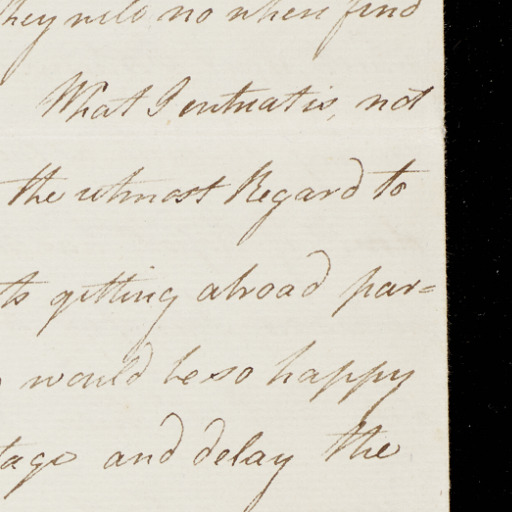 they will no where find
What I entreat is, not
the utmost Regard to
its getting abroad par=
would be so happy
tage and delay the